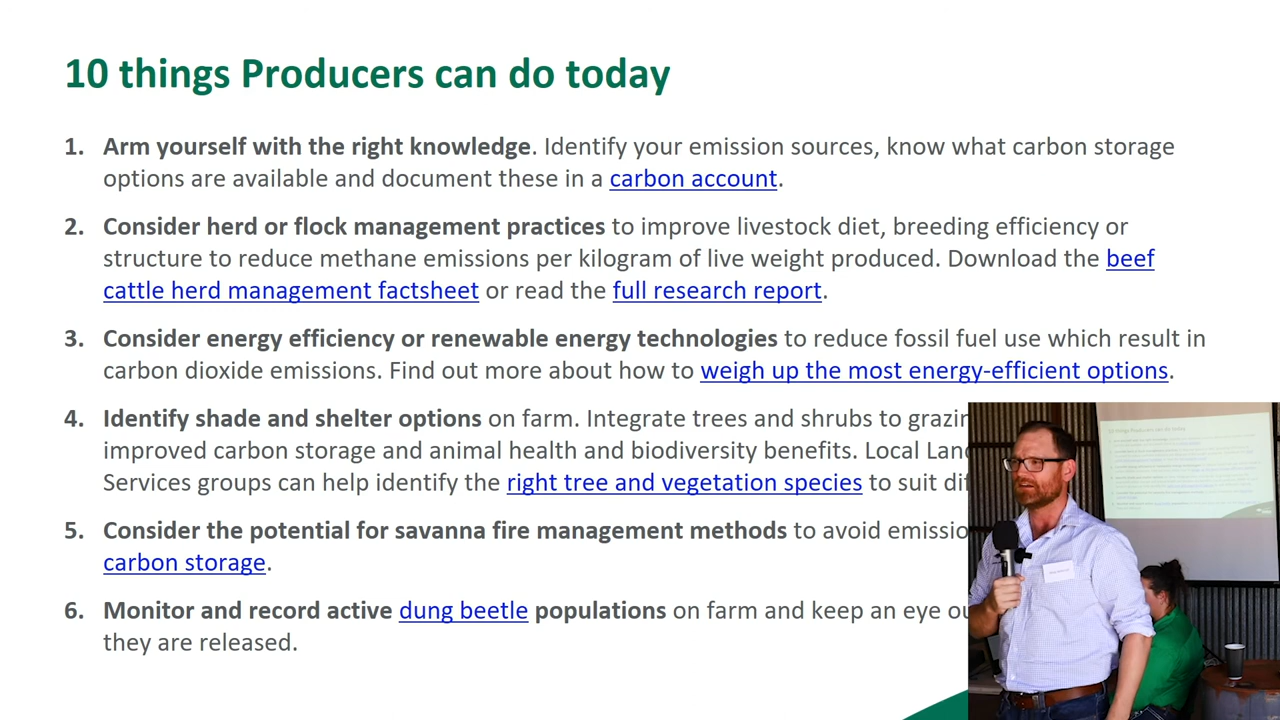 10 things Producers can do today
1. Arm yourself with the right knowledge. Identify your emission sources, know what carbon storage
options are available and document these in a carbon account.
2. Consider herd or flock management practices to improve livestock diet, breeding efficiency or
structure to reduce methane emissions per kilogram of live weight produced. Download the beef
cattle herd management factsheet or read the full research report.
3. Consider energy efficiency or renewable energy technologies to reduce fossil fuel use which result in
carbon dioxide emissions. Find out more about how to weigh up the most energy-efficient options.
4. Identify shade and shelter options on farm. Integrate trees and shrubs to
improved carbon storage and animal health and biodiversity benefits. Local
Services groups can help identify the right tree and vegetation species to suit
5. Consider the potential for savanna fire management methods to avoid
carbon storage.
6. Monitor and record active dung beetle populations on farm and keep an eye
they are released.
10 things Producers can do today